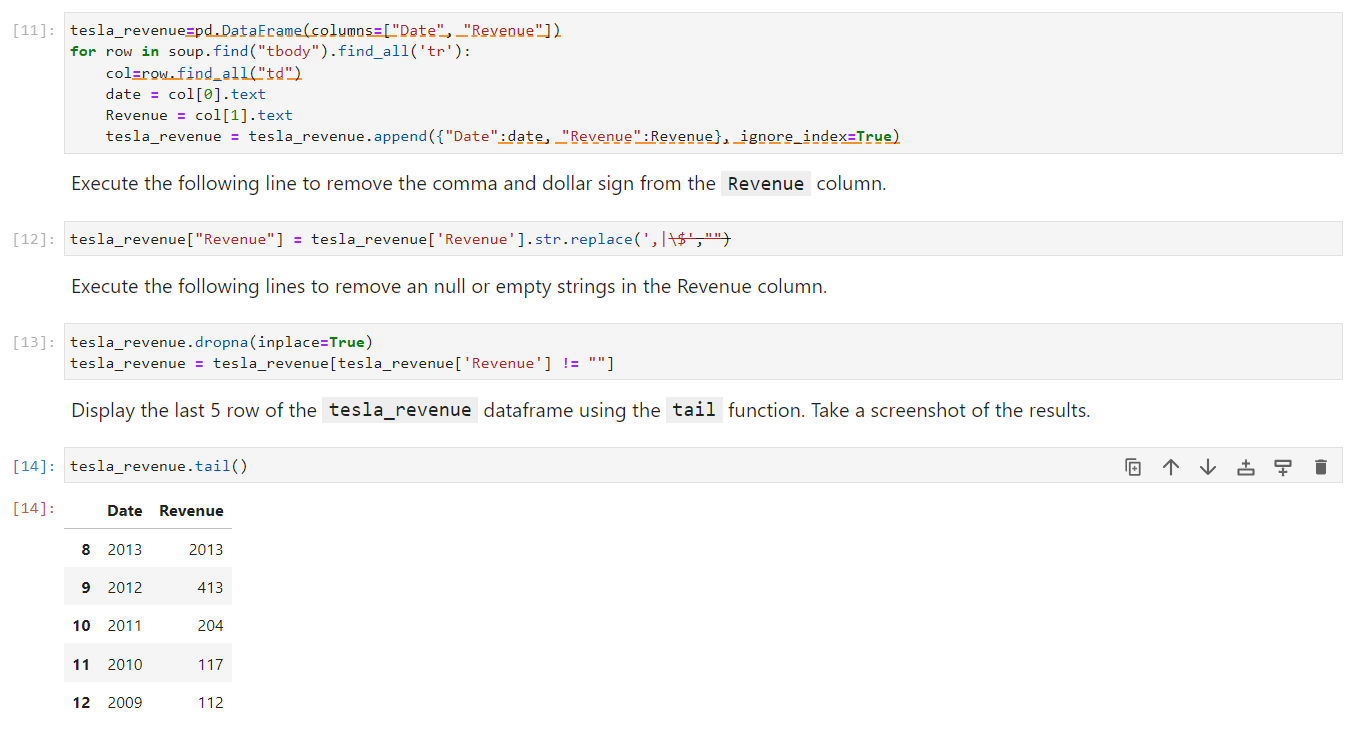 [11]: tesla_revenue=pd.DataFrame(columns=["Date", "Revenue"])
for row in soup.find("tbody").find_all('tr'):
    col=row.find_all("td")
    date = col[0].text
    Revenue = col[1].text
    tesla_revenue = tesla_revenue.append({"Date":date, "Revenue":Revenue}, ignore_index=True)
Execute the following line to remove the comma and dollar sign from the Revenue column.
[12]: tesla_revenue["Revenue"] = tesla_revenue['Revenue'].str.replace(',|\$',"")
Execute the following lines to remove an null or empty strings in the Revenue column.
[13]: tesla_revenue.dropna(inplace=True)
tesla_revenue = tesla_revenue[tesla_revenue['Revenue'] != ""]
Display the last 5 row of the tesla_revenue dataframe using the tail function. Take a screenshot of the results.
[14]: tesla_revenue.tail()
[14]: Date Revenue
8 2013 2013
9 2012 413
10 2011 204
11 2010 117
12 2009 112